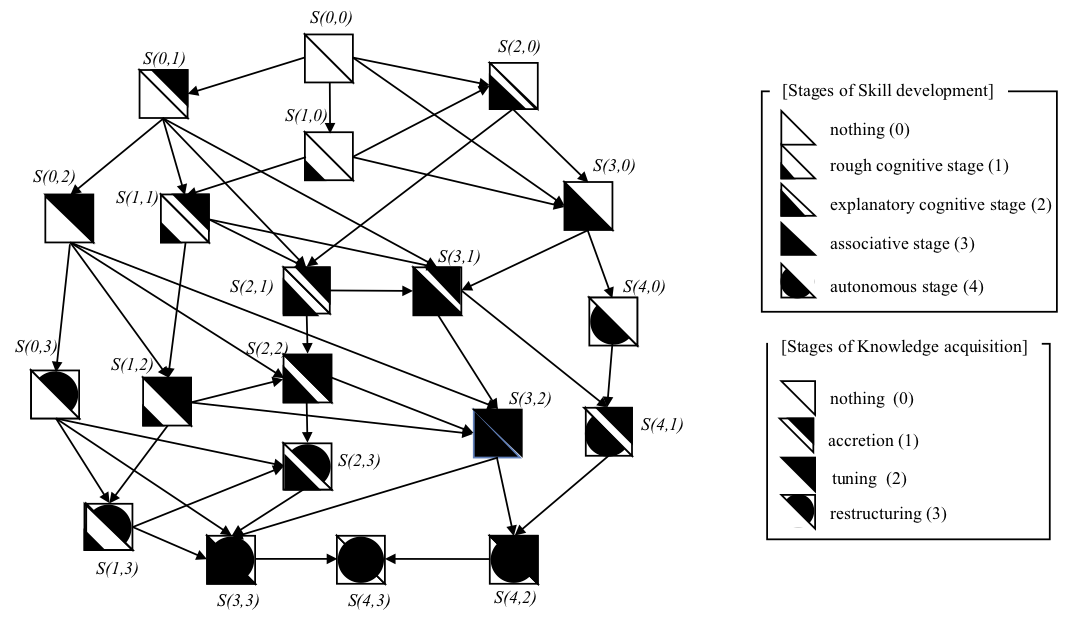 S(0,0)
S(0,1)
S(2,0)
S(1,0)
S(0,2)
S(1,1)
S(3,0)
S(2,1)
S(3,1)
S(4,0)
S(0,3)
S(1,2)
S(2,2)
S(3,2)
S(4,1)
S(2,3)
S(1,3)
S(3,3)
S(4,3)
S(4,2)
[Stages of Skill development]
nothing (0)
rough cognitive stage (1)
explanatory cognitive stage (2)
associative stage (3)
autonomous stage (4)
[Stages of Knowledge acquisition]
nothing (0)
accretion (1)
tuning (2)
restructuring (3)